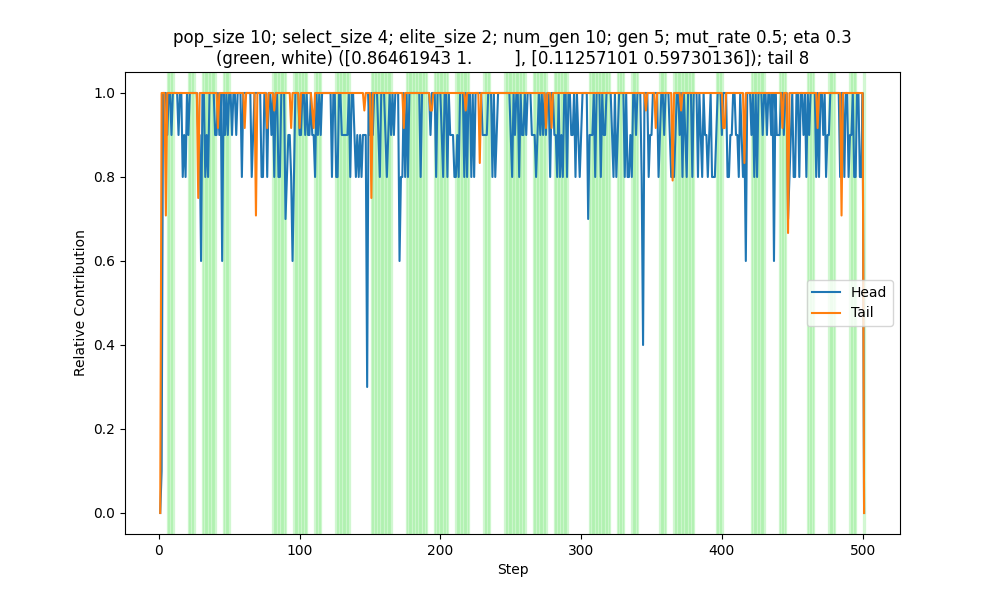 pop_size 10; select_size 4; elite_size 2; num_gen 10; gen 5; mut_rate 0.5; eta 0.3
(green, white) ([0.86461943 1.        ], [0.11257101 0.59730136]); tail 8
1.0
0.8
0.6
0.4
0.2
0.0
Relative Contribution
Head
Tail
0
100
200
300
400
500
Step